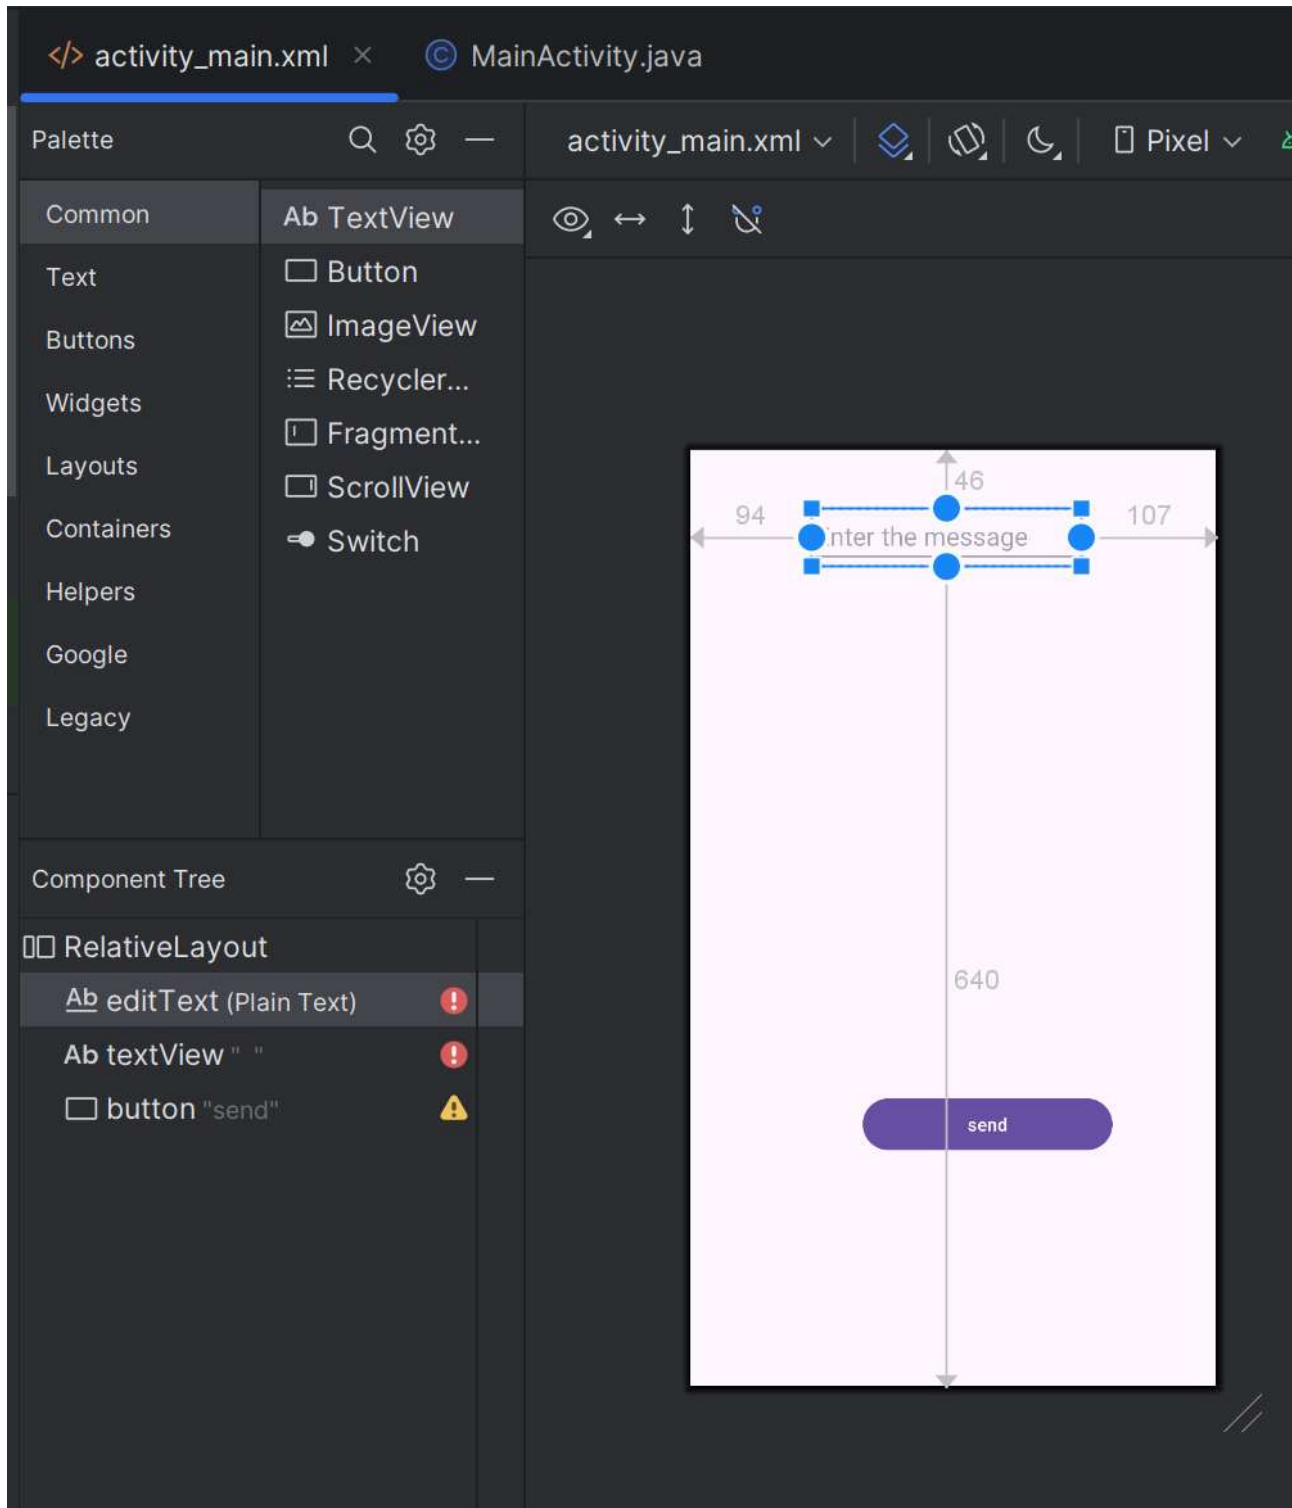 </> activity_main.xml × © MainActivity.java
Palette
activity_main.xml Pixel
Common
Text
Buttons
Widgets
Layouts
Containers
Helpers
Google
Legacy
Ab TextView
Button
ImageView
Recycler...
Fragment...
ScrollView
Switch
46
94
107
nter the message
640
send
Component Tree
RelativeLayout
Ab editText (Plain Text)
Ab textView " "
button "send"